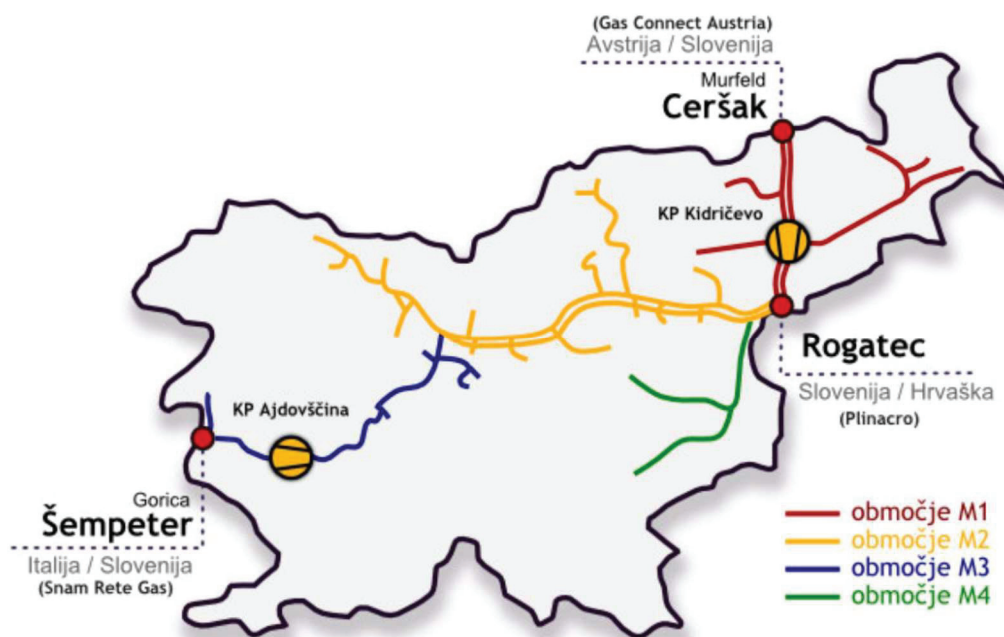 (Gas Connect Austria)
Avstrija / Slovenija
Murfeld
Ceršak
KP Kidričevo
Rogatec
Slovenija / Hrvaška
(Plinacro)
KP Ajdovščina
Gorica
Šempeter
Italija / Slovenija
(Snam Rete Gas)
območje M1
območje M2
območje M3
območje M4